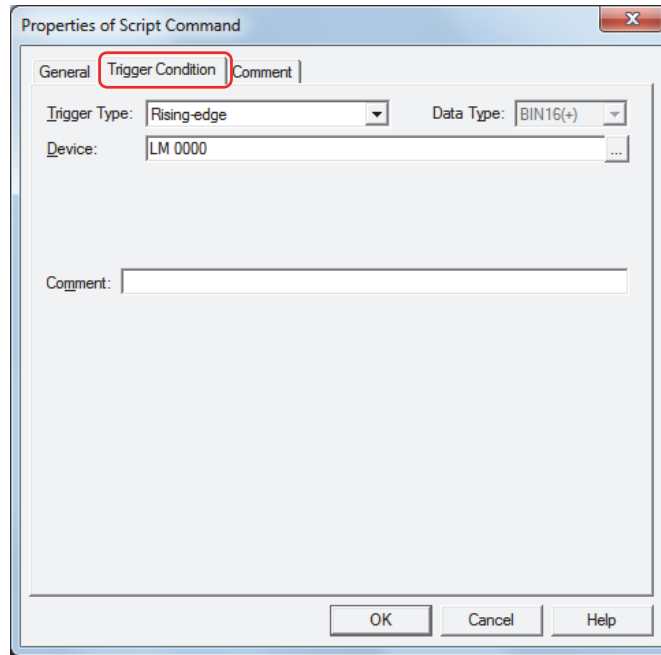 Properties of Script Command
x
General Trigger Condition Comment
Trigger Type: Rising-edge Data Type: BIN16(+)
Device: LM 0000 ...
Comment:
OK Cancel Help